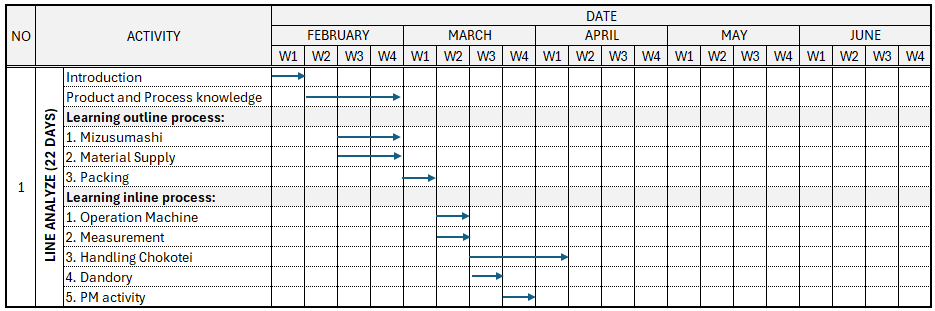 DATE
NO ACTIVITY FEBRUARY MARCH APRIL MAY JUNE
W1 W2 W3 W4 W1 W2 W3 W4 W1 W2 W3 W4 W1 W2 W3 W4 W1 W2 W3 W4
1
LINE ANALYZE (22 DAYS)
Introduction
Product and Process knowledge
Learning outline process:
1. Mizusumashi
2. Material Supply
3. Packing
Learning inline process:
1. Operation Machine
2. Measurement
3. Handling Chokotei
4. Dandory
5. PM activity